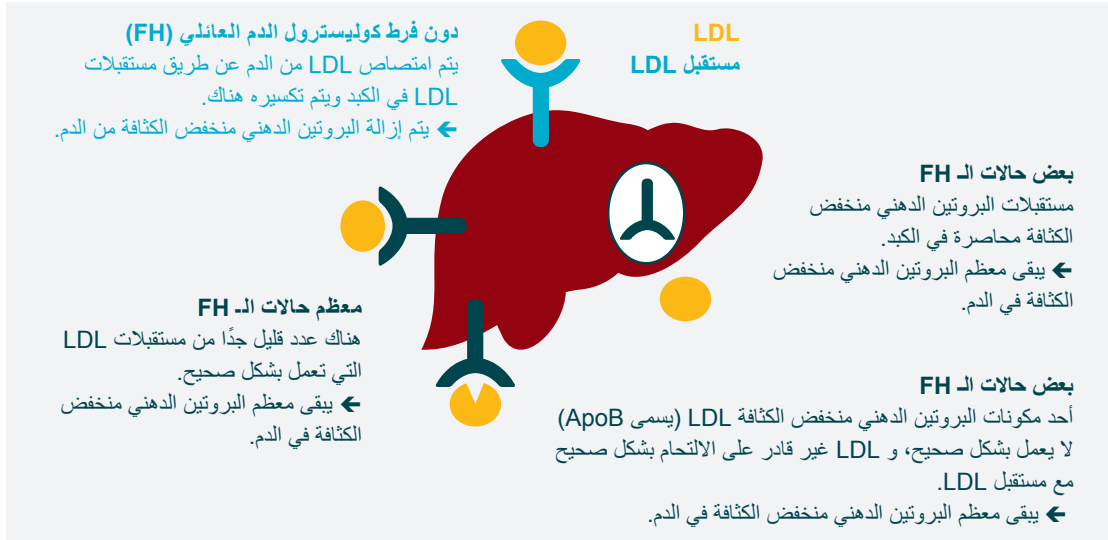 LDL
مستقبل LDL
دون فرط كوليسترول الدم العائلي (FH)
يتم امتصاص LDL من الدم عن طريق مستقبلات
LDL في الكبد ويتم تكسيره هناك.
← يتم إزالة البروتين الدهني منخفض الكثافة من الدم.
بعض حالات الـ FH
مستقبلات البروتين الدهني منخفض
الكثافة محاصرة في الكبد.
← يبقى معظم البروتين الدهني منخفض
الكثافة في الدم.
معظم حالات الـ FH
هناك عدد قليل جدًا من مستقبلات LDL
التي تعمل بشكل صحيح.
← يبقى معظم البروتين الدهني منخفض
الكثافة في الدم.
بعض حالات الـ FH
أحد مكونات البروتين الدهني منخفض الكثافة LDL (يسمى ApoB)
لا يعمل بشكل صحيح، و LDL غير قادر على الالتحام بشكل صحيح
مع مستقبل LDL.
← يبقى معظم البروتين الدهني منخفض الكثافة في الدم.